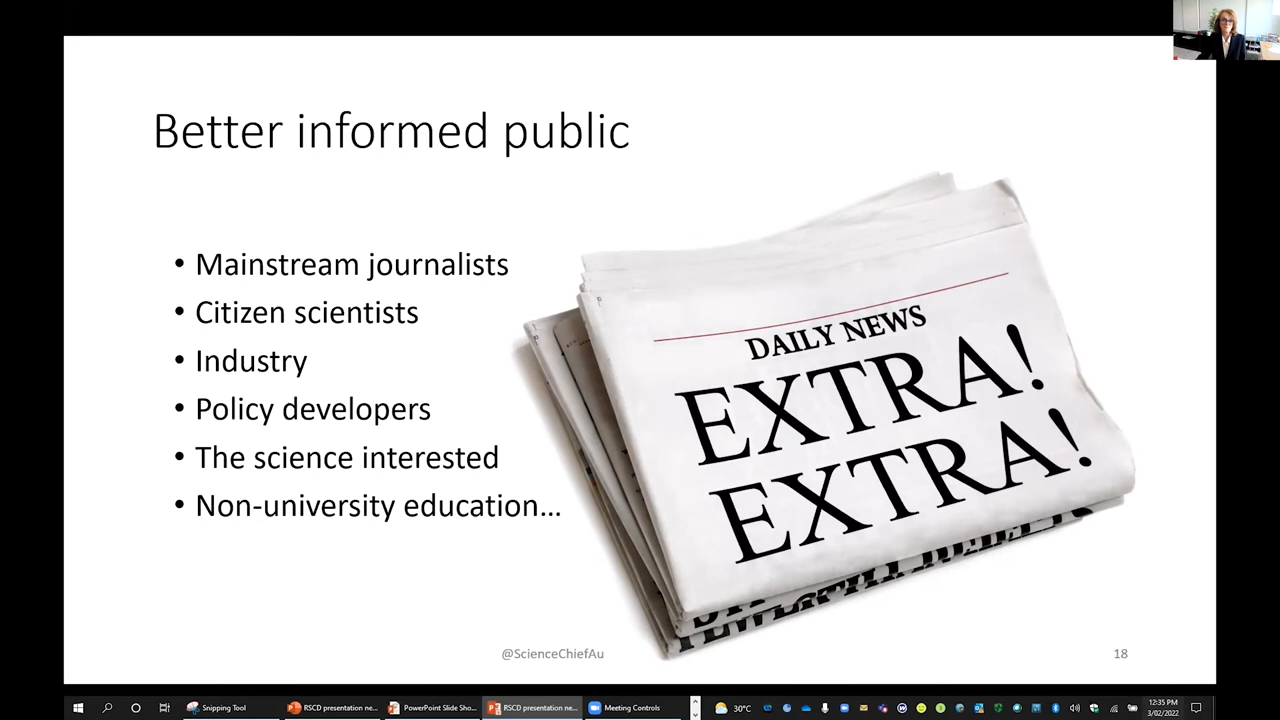 Better informed public
• Mainstream journalists
• Citizen scientists
• Industry
• Policy developers
• The science interested
• Non-university education...
DAILY NEWS
EXTRA!
EXTRA!
@ScienceChiefAu
18
Snipping Tool
RSCD presentation ne...
PowerPoint Slide Sho...
RSCD presentation ne...
Meeting Controls
30°C
12:35 PM
3/02/2022